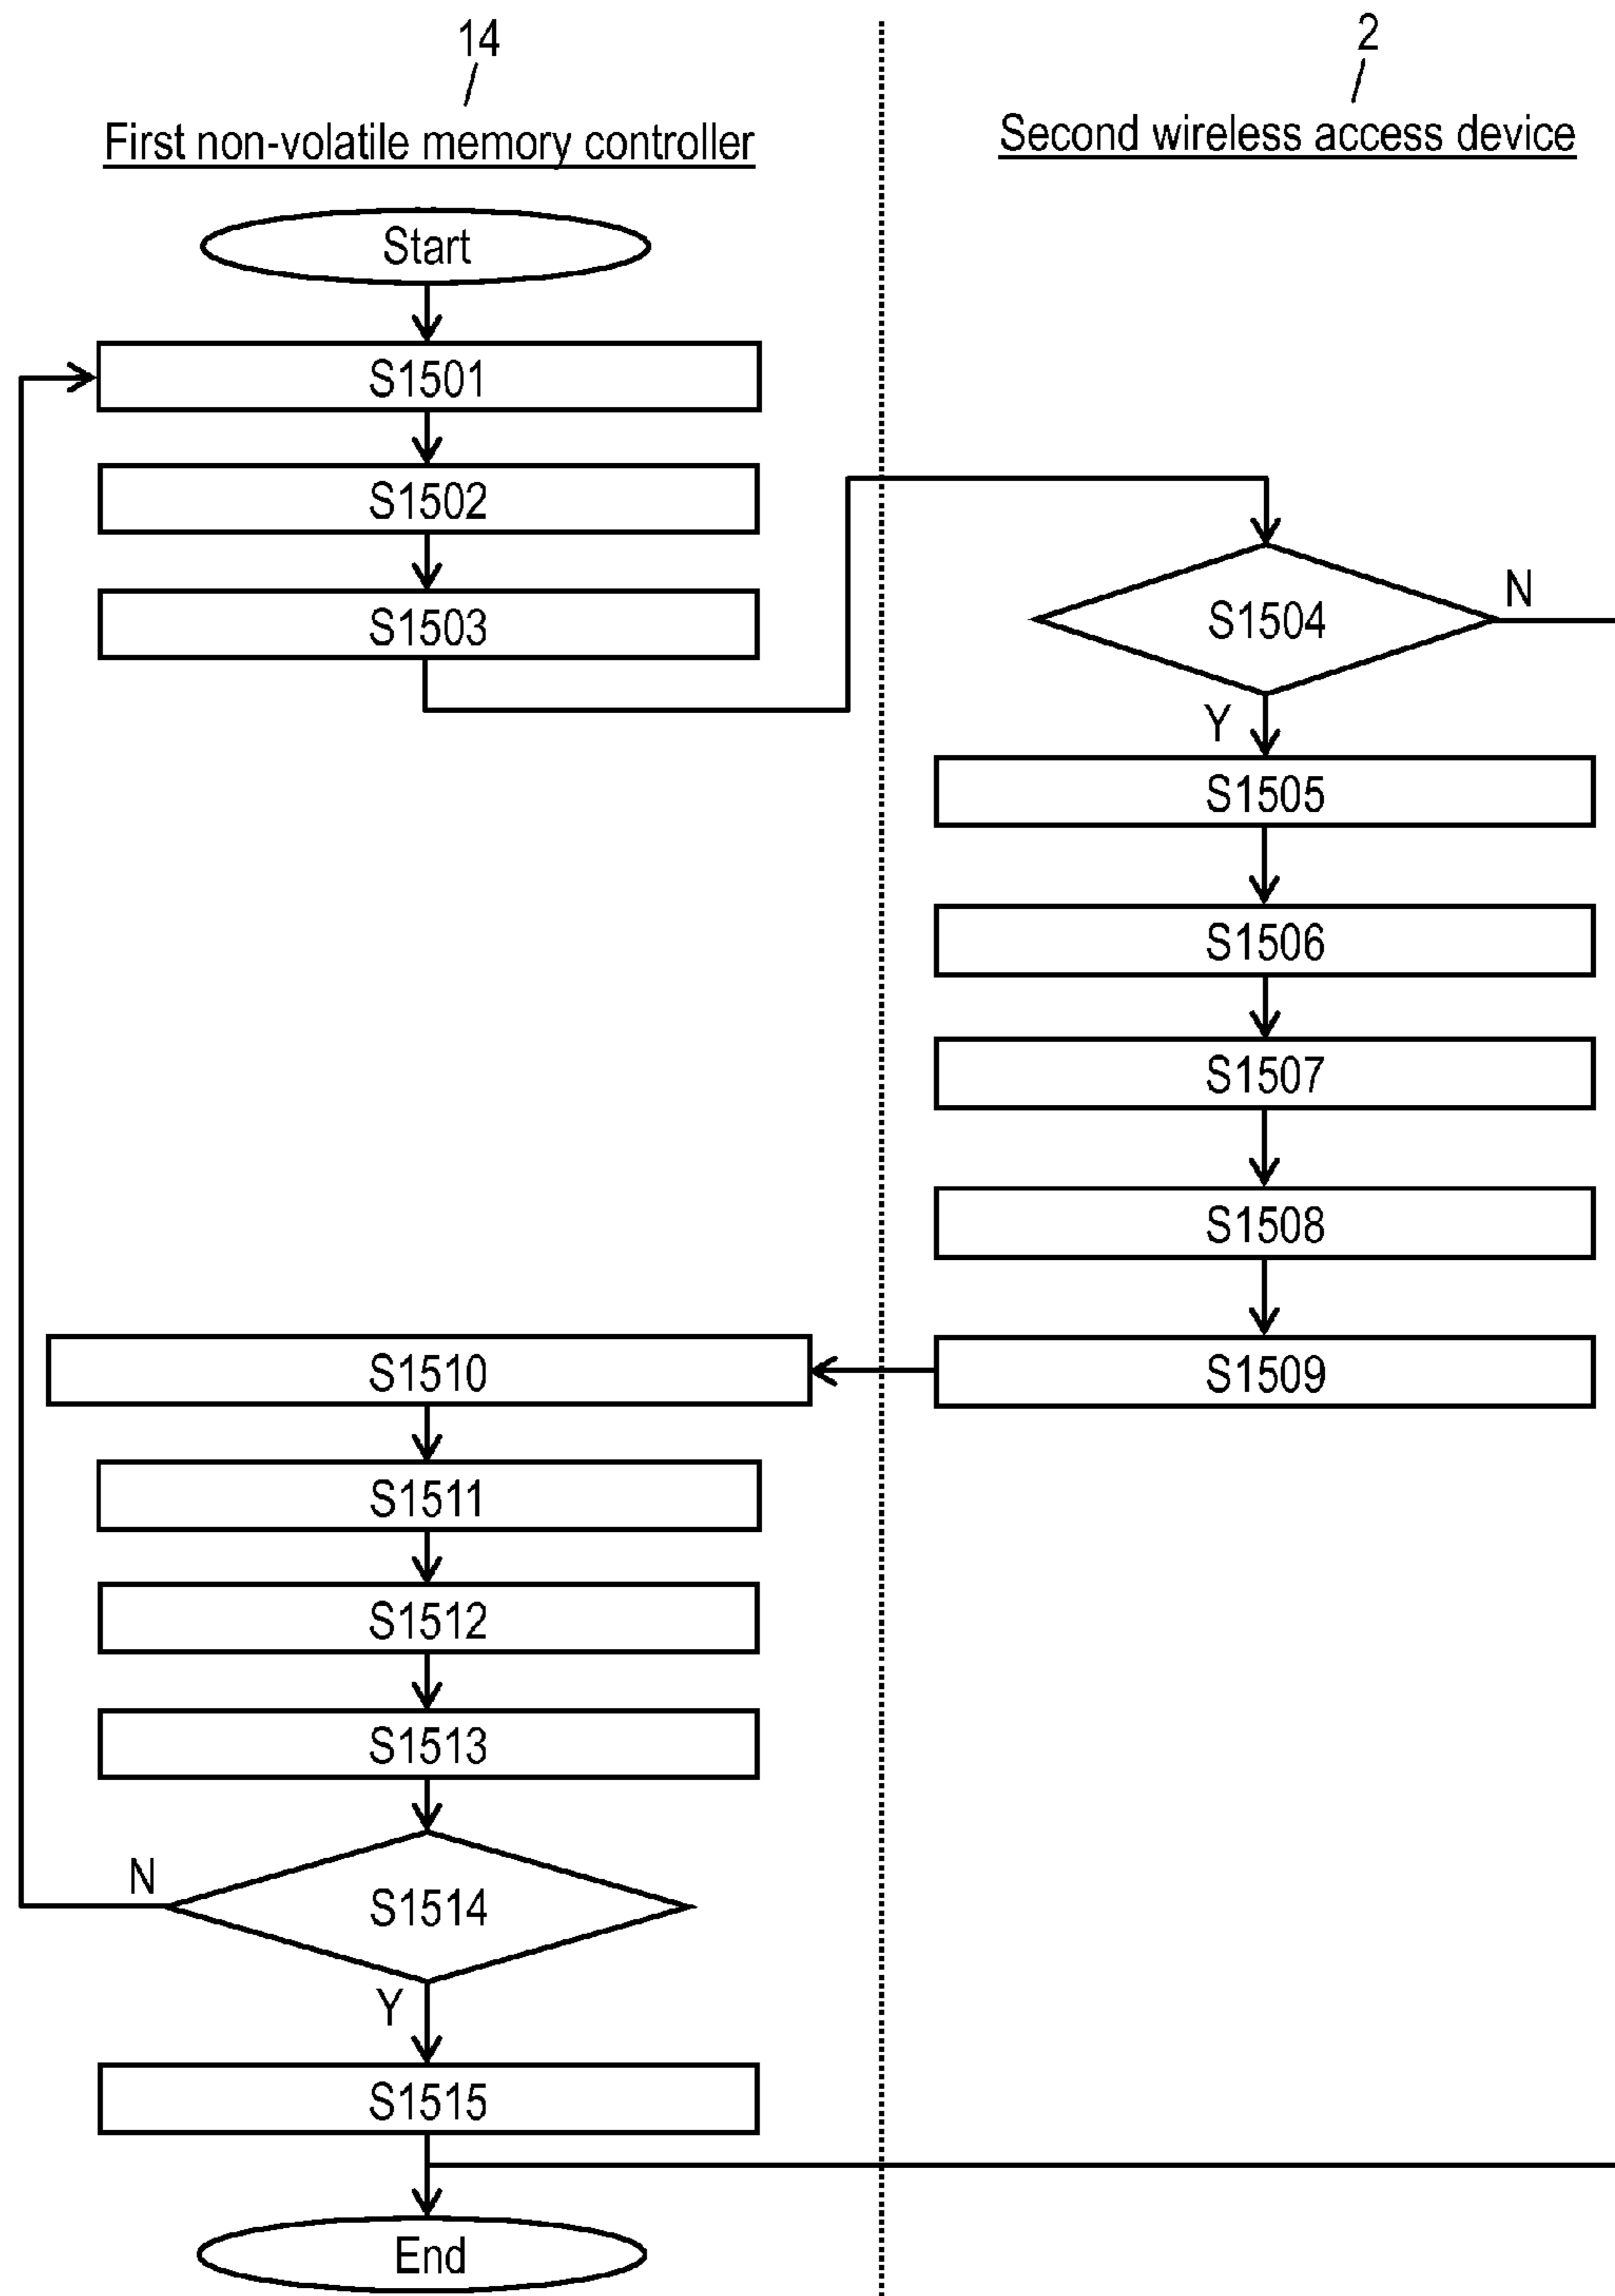 14
First non-volatile memory controller
2
Second wireless access device
Start
S1501
S1502
S1503
S1504
N
Y
S1505
S1506
S1507
S1508
S1509
S1510
S1511
S1512
S1513
S1514
N
Y
S1515
End